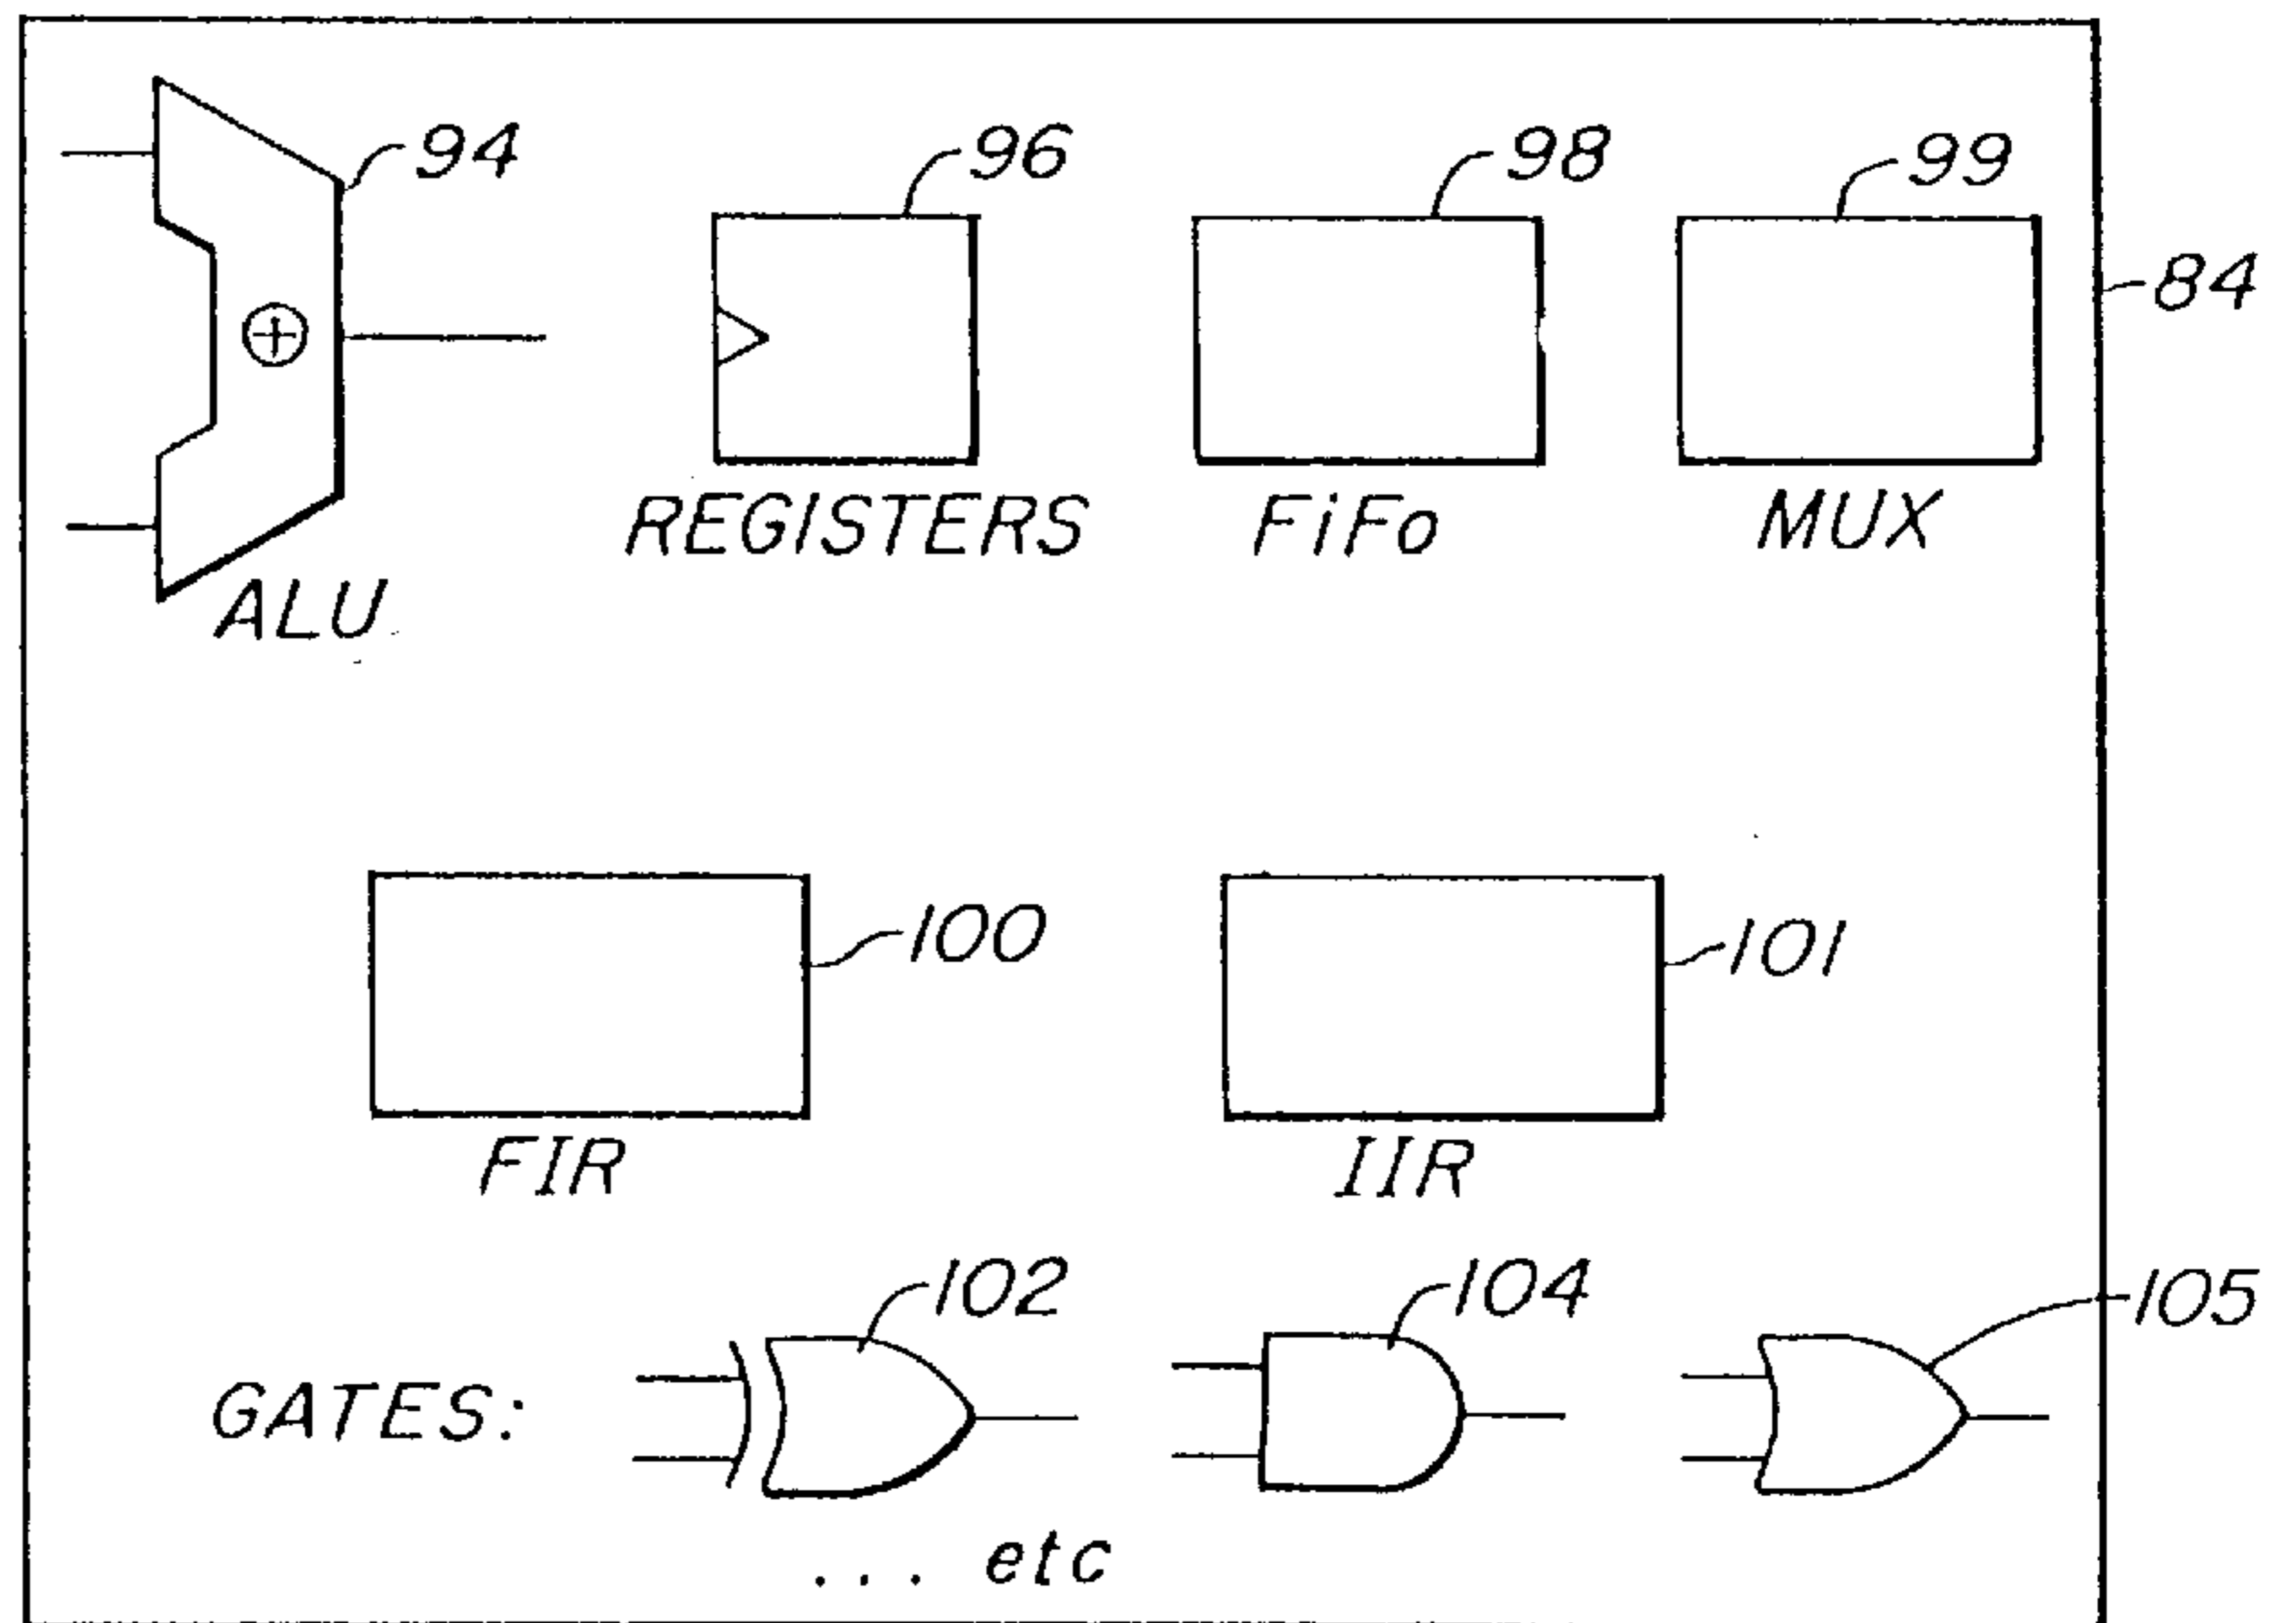 94
96
98
99
84
REGISTERS
FiFo
MUX
ALU
100
101
FIR
IIR
102
104
105
GATES:
... etc